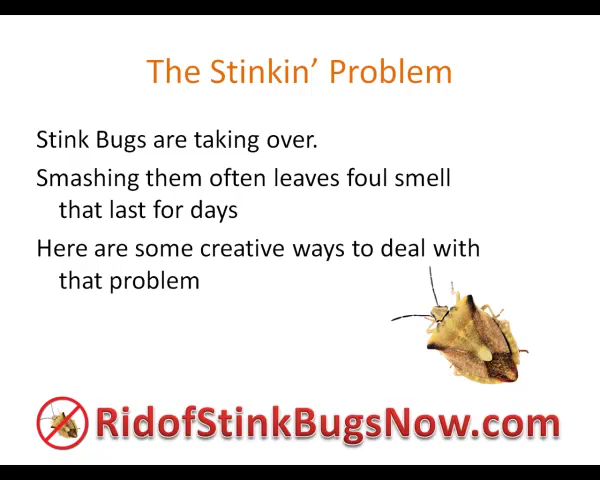 The Stinkin’ Problem
Stink Bugs are taking over.
Smashing them often leaves foul smell
that last for days
Here are some creative ways to deal with
that problem
RidofStinkBugsNow.com